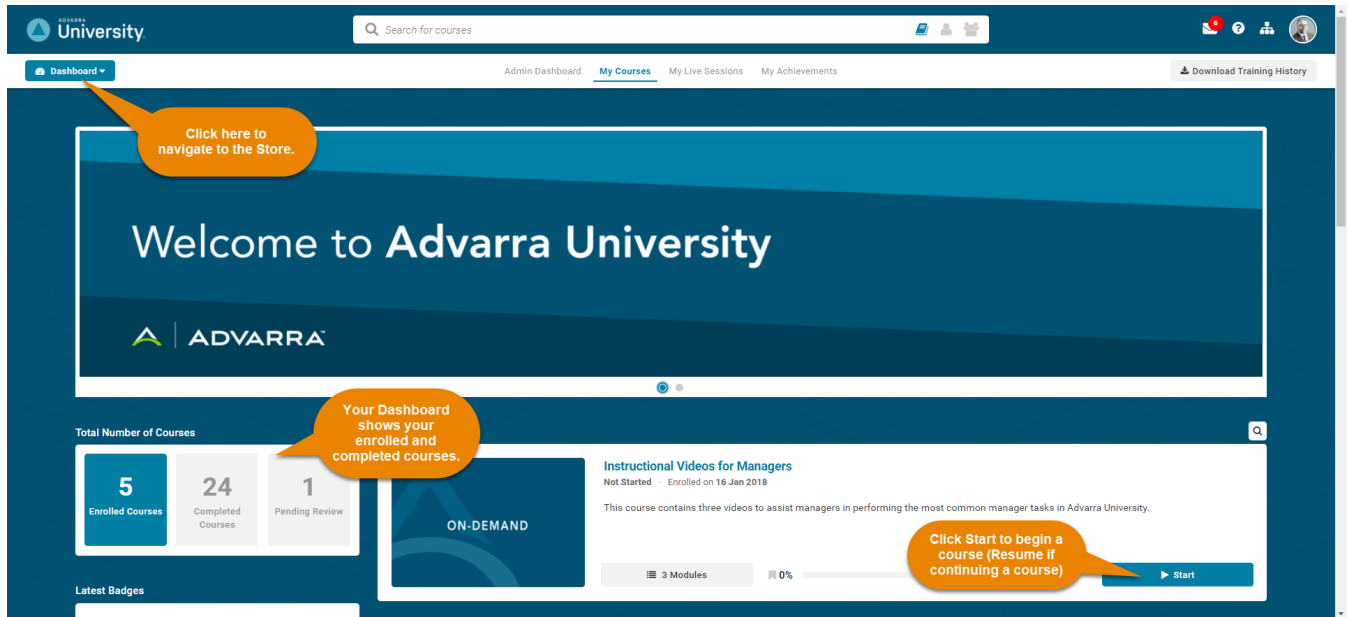 ADVARRA
University.
Search for courses
6
Dashboard
Admin Dashboard My Courses My Live Sessions My Achievements
Download Training History
Click here to
navigate to the Store.
Welcome to Advarra University
ADVARRA™
Your Dashboard
shows your
enrolled and
completed courses.
Total Number of Courses
5
Enrolled Courses
24
Completed
Courses
1
Pending Review
ON-DEMAND
Instructional Videos for Managers
Not Started · Enrolled on 16 Jan 2018
This course contains three videos to assist managers in performing the most common manager tasks in Advarra University.
Click Start to begin a
course (Resume if
continuing a course)
3 Modules
0%
Start
Latest Badges